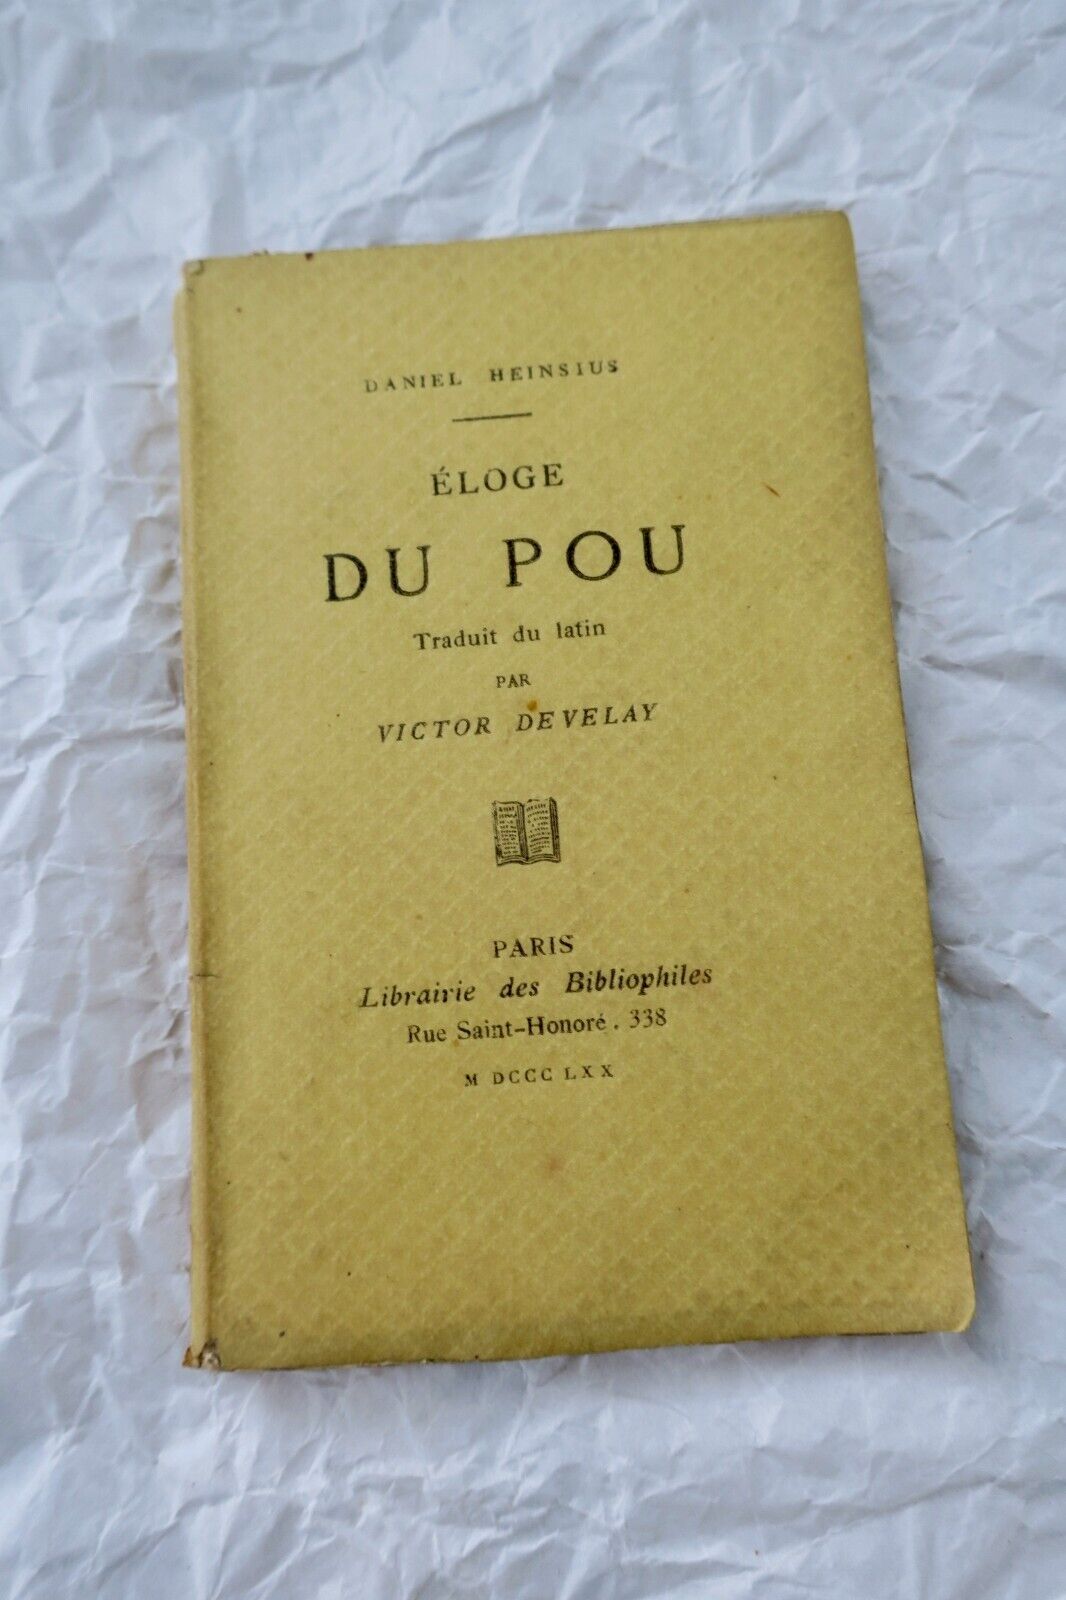 DANIEL HEINSIUS
ÉLOGE
DU POU
Traduit du latin
PAR
VICTOR DEVELAY
PARIS
Librairie des Bibliophiles
Rue Saint-Honoré. 338
M DCCC LXX